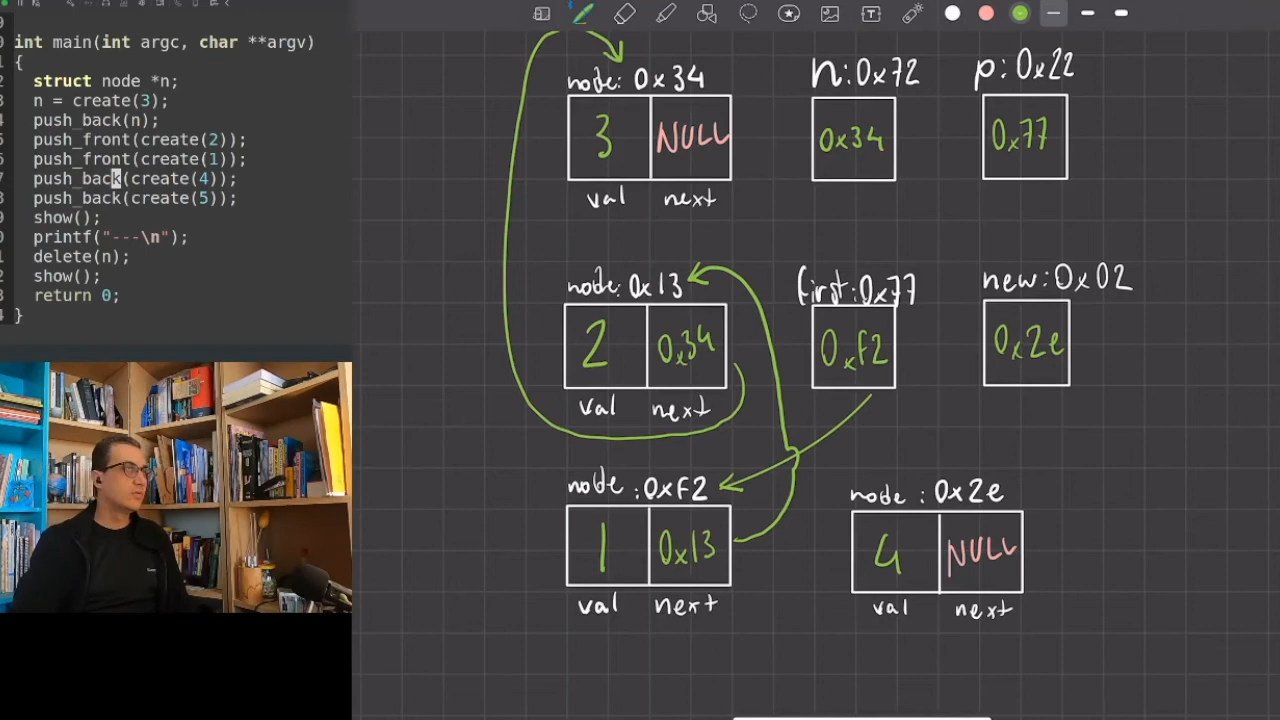 int main(int argc, char **argv)
{
struct node *n;
n = create(3);
push_back(n);
push_front(create(2));
push_front(create(1));
push_back(create(4));
push_back(create(5));
show();
printf("---\n");
delete(n);
show();
return 0;
}
node: 0x34
3 NULL
val next
n:0x72
0x34
p:0x22
0x77
node: 0x13
2 0x34
val next
first:0x77
0xf2
new:0x02
0x2e
node :0xf2
1 0x13
val next
node : 0x2e
4 NULL
val next